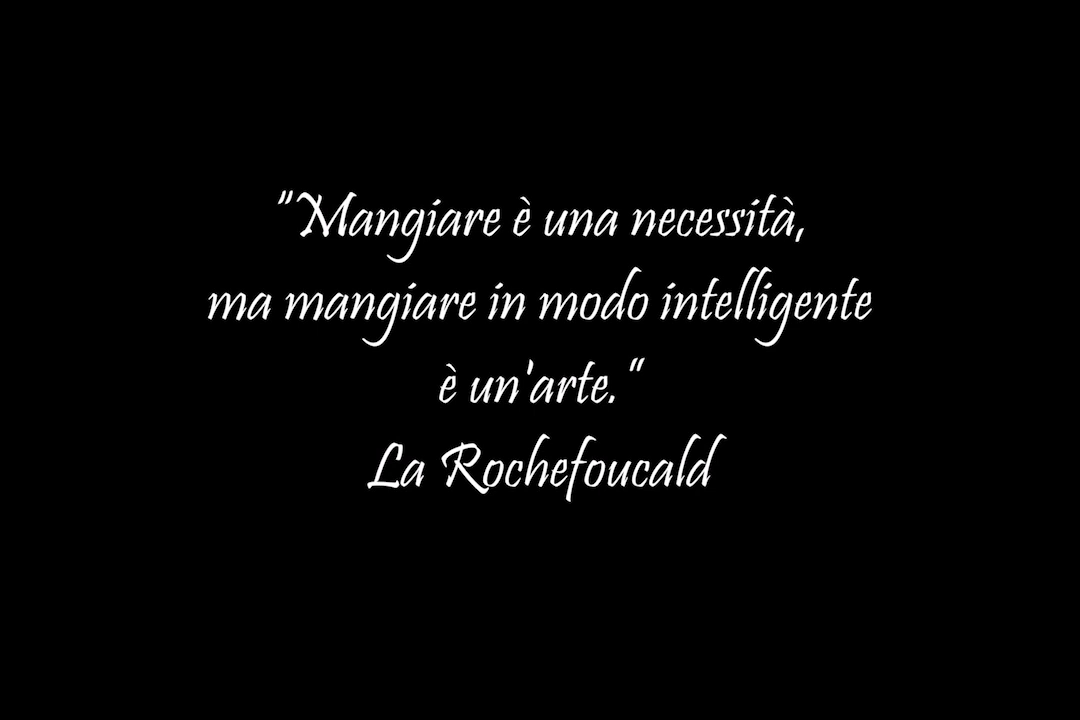 "Mangiare è una necessità,
ma mangiare in modo intelligente
è un'arte."
La Rochefoucald